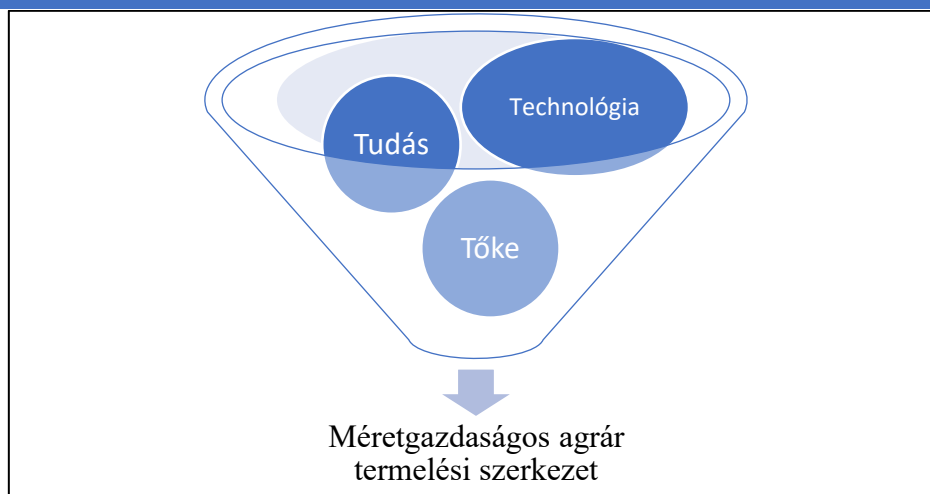 Technológia
Tudás
Tőke
Méretgazdaságos agrár
termelési szerkezet